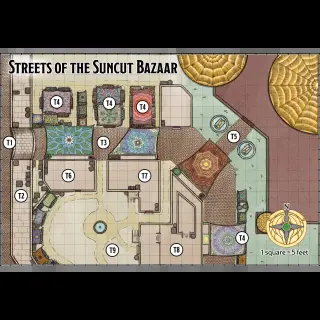 STREETS OF THE SUNCUT BAZAAR
T4
T4
T4
T1
T3
T5
T2
T6
T7
T9
T8
T4
N
1 square = 5 feet